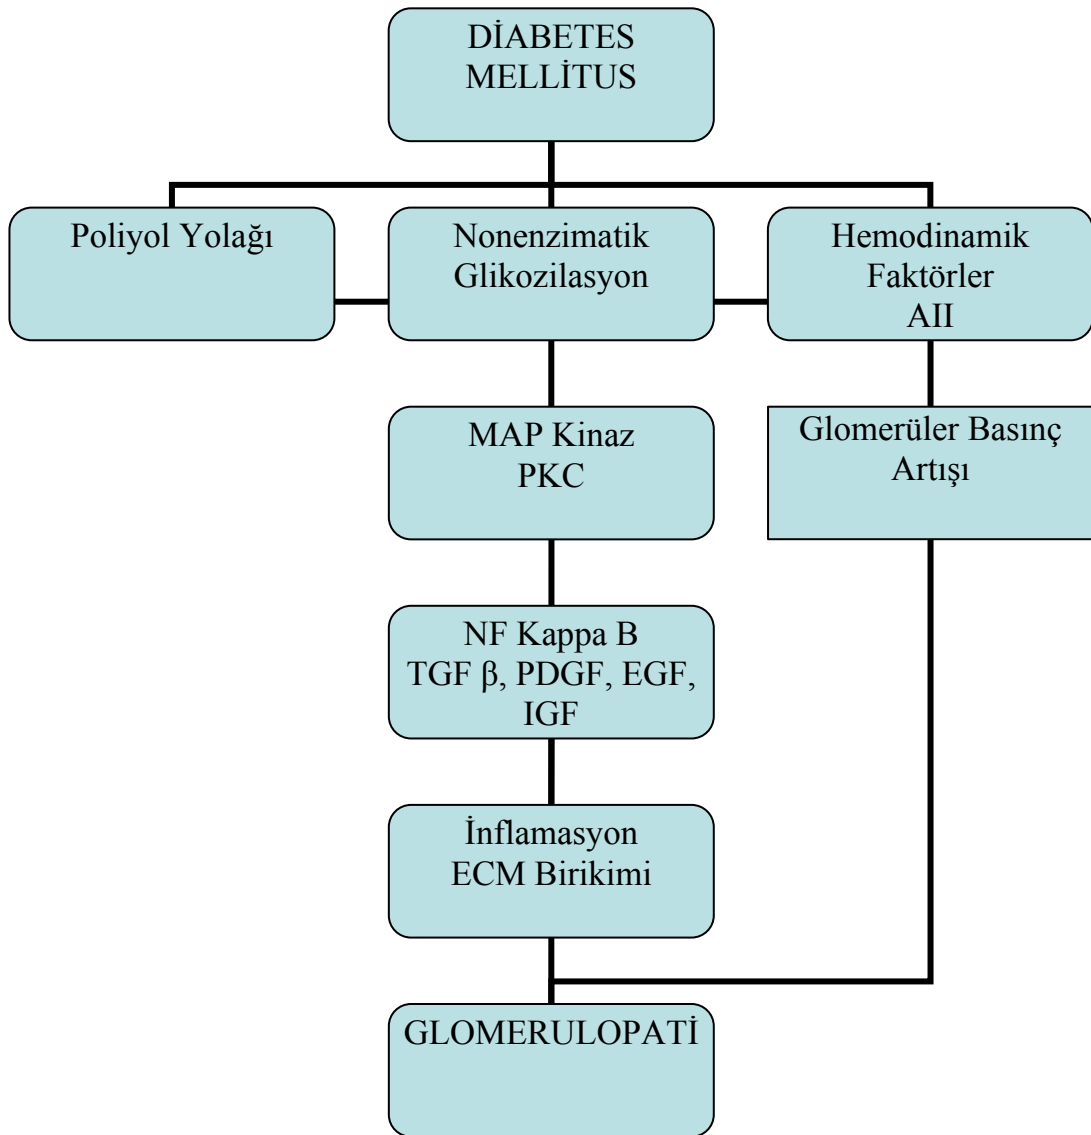 DİABETES
MELLİTUS
Poliyol Yolağı
Nonenzimatik
Glikozilasyon
Hemodinamik
Faktörler
AII
MAP Kinaz
PKC
Glomerüler Basınç
Artışı
NF Kappa B
TGF β, PDGF, EGF,
IGF
İnflamasyon
ECM Birikimi
GLOMERULOPATİ